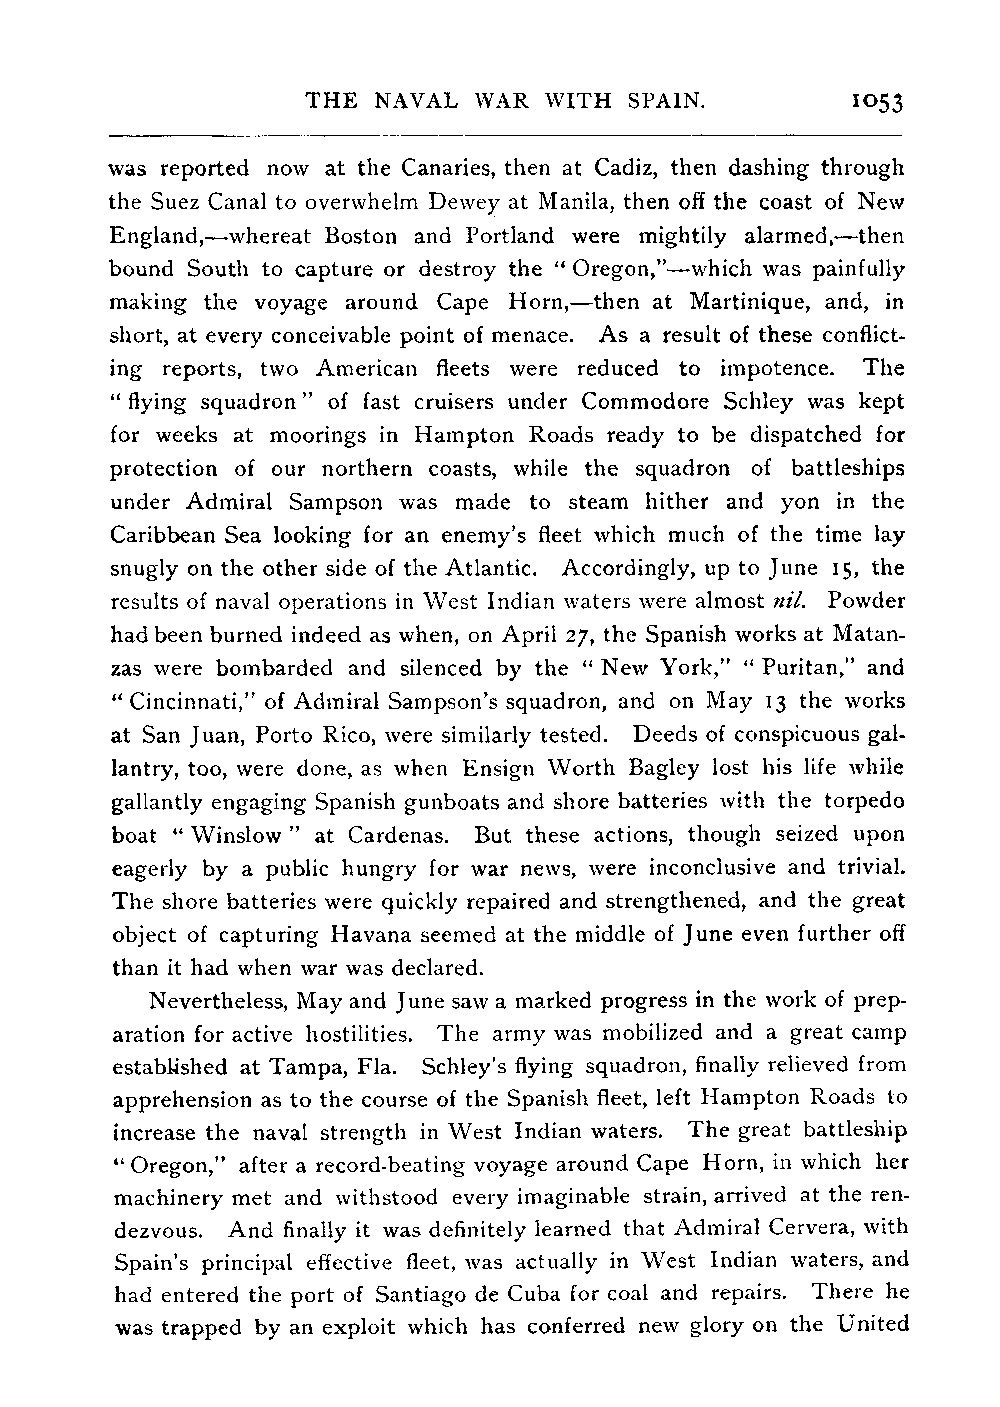 THE NAVAL WAR WITH SPAIN. 1053
was reported now at the Canaries, then at Cadiz, then dashing through
the Suez Canal to overwhelm Dewey at Manila, then off the coast of New
England,—whereat Boston and Portland were mightily alarmed,—then
bound South to capture or destroy the “ Oregon,”—which was painfully
making the voyage around Cape Horn,—then at Martinique, and, in
short, at every conceivable point of menace. As a result of these conflict-
ing reports, two American fleets were reduced to impotence. The
“ flying squadron ” of fast cruisers under Commodore Schley was kept
for weeks at moorings in Hampton Roads ready to be dispatched for
protection of our northern coasts, while the squadron of battleships
under Admiral Sampson was made to steam hither and yon in the
Caribbean Sea looking for an enemy's fleet which much of the time lay
snugly on the other side of the Atlantic. Accordingly, up to June 15, the
results of naval operations in West Indian waters were almost nil. Powder
had been burned indeed as when, on April 27, the Spanish works at Matan-
zas were bombarded and silenced by the “ New York,” “ Puritan,” and
“ Cincinnati,” of Admiral Sampson's squadron, and on May 13 the works
at San Juan, Porto Rico, were similarly tested. Deeds of conspicuous gal-
lantry, too, were done, as when Ensign Worth Bagley lost his life while
gallantly engaging Spanish gunboats and shore batteries with the torpedo
boat “ Winslow ” at Cardenas. But these actions, though seized upon
eagerly by a public hungry for war news, were inconclusive and trivial.
The shore batteries were quickly repaired and strengthened, and the great
object of capturing Havana seemed at the middle of June even further off
than it had when war was declared.
Nevertheless, May and June saw a marked progress in the work of prep-
aration for active hostilities. The army was mobilized and a great camp
established at Tampa, Fla. Schley's flying squadron, finally relieved from
apprehension as to the course of the Spanish fleet, left Hampton Roads to
increase the naval strength in West Indian waters. The great battleship
“ Oregon,” after a record-beating voyage around Cape Horn, in which her
machinery met and withstood every imaginable strain, arrived at the ren-
dezvous. And finally it was definitely learned that Admiral Cervera, with
Spain's principal effective fleet, was actually in West Indian waters, and
had entered the port of Santiago de Cuba for coal and repairs. There he
was trapped by an exploit which has conferred new glory on the United